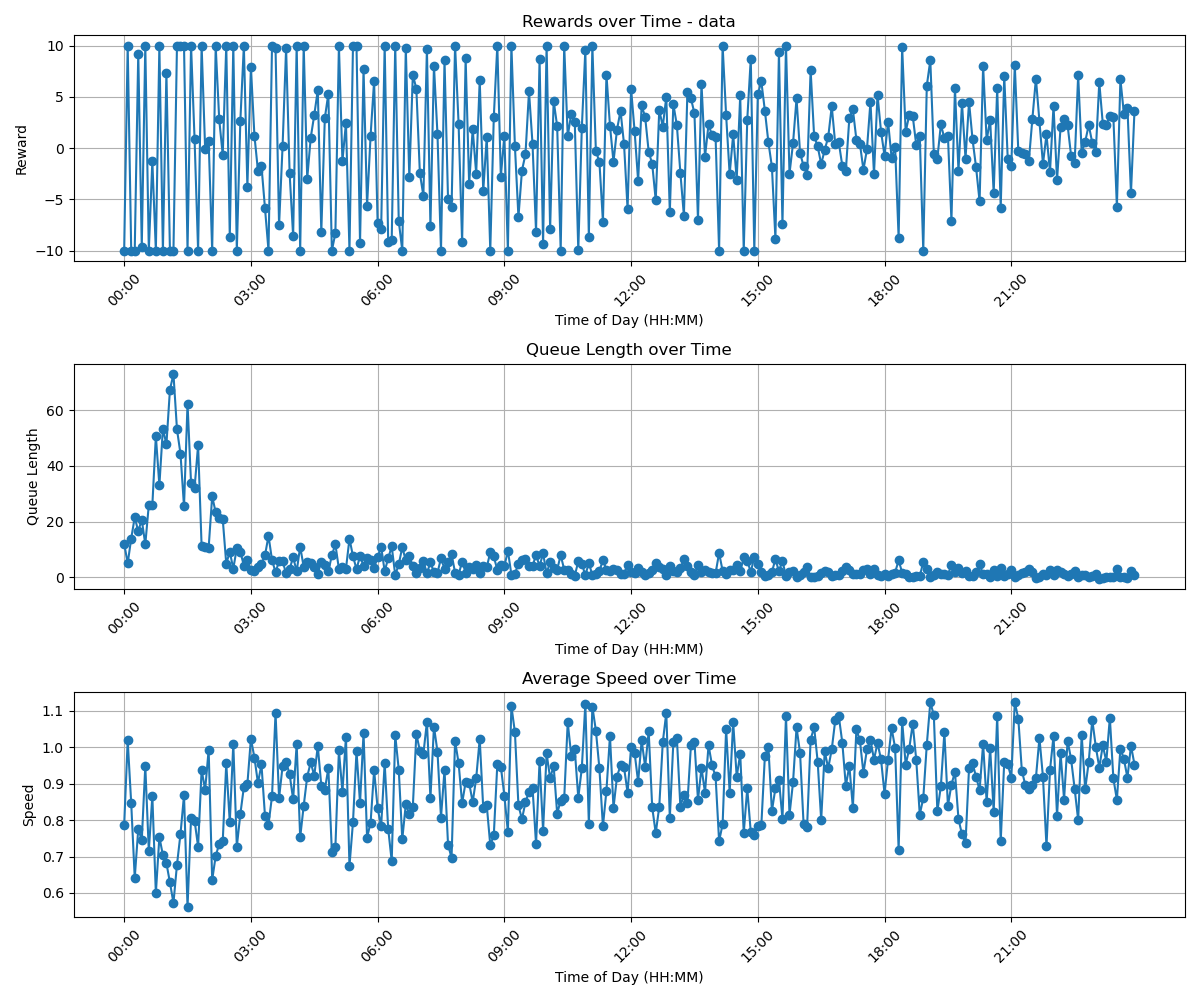 Rewards over Time - data
Reward
10
5
0
−5
−10
00:00 03:00 06:00 09:00 12:00 15:00 18:00 21:00
Time of Day (HH:MM)
Queue Length over Time
Queue Length
60
40
20
0
00:00 03:00 06:00 09:00 12:00 15:00 18:00 21:00
Time of Day (HH:MM)
Average Speed over Time
Speed
1.1
1.0
0.9
0.8
0.7
0.6
00:00 03:00 06:00 09:00 12:00 15:00 18:00 21:00
Time of Day (HH:MM)